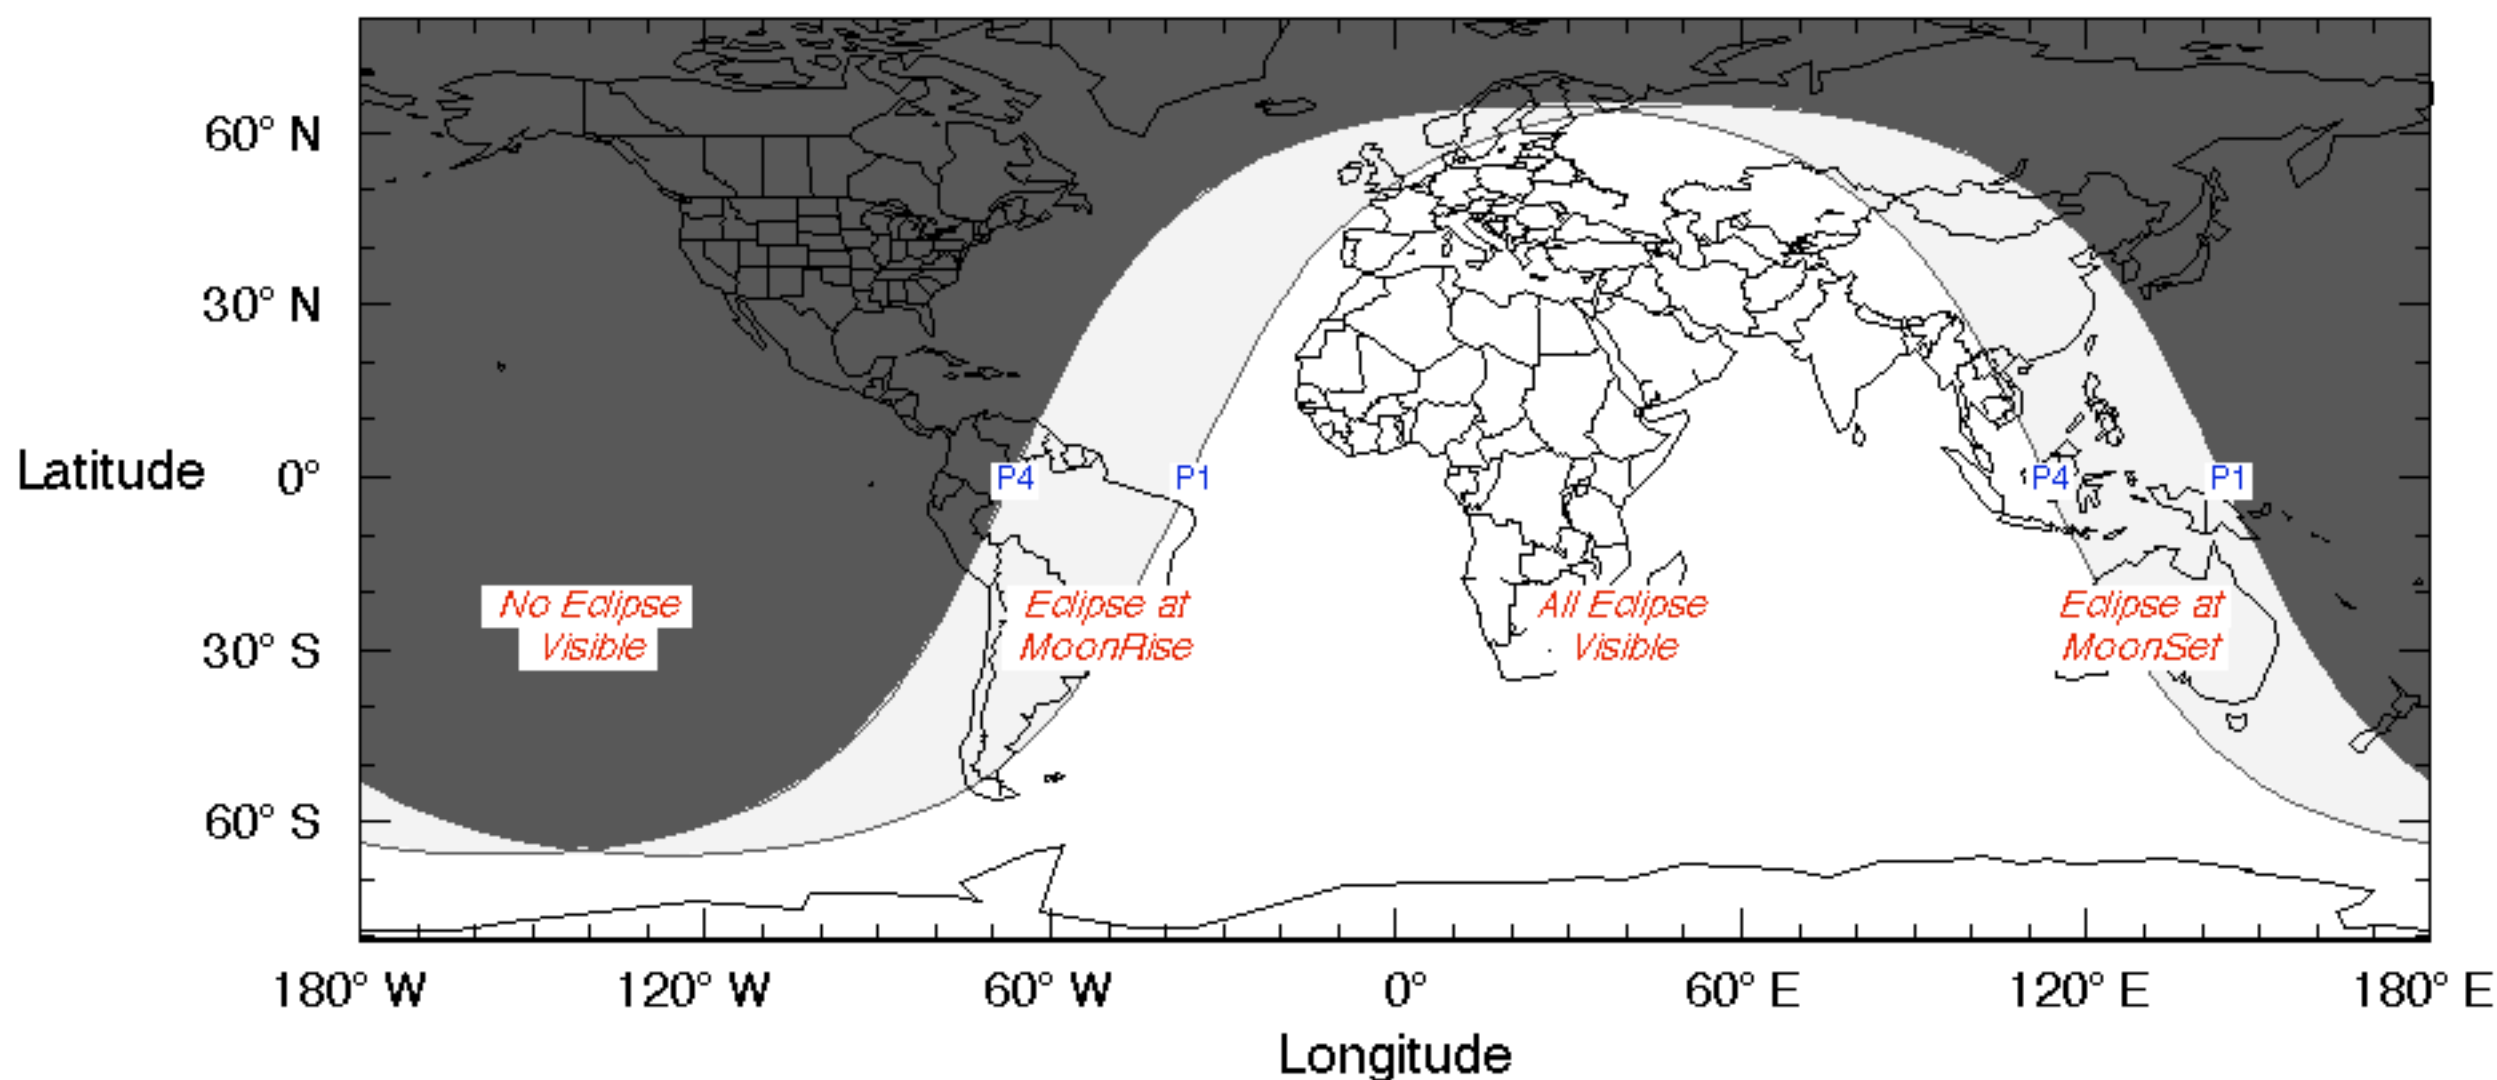 60° N
30° N
Latitude 0°
P4 P1 P4 P1
No Eclipse Eclipse at All Eclipse Eclipse at
Visible MoonRise Visible MoonSet
30° S
60° S
180° W 120° W 60° W 0° 60° E 120° E 180° E
Longitude